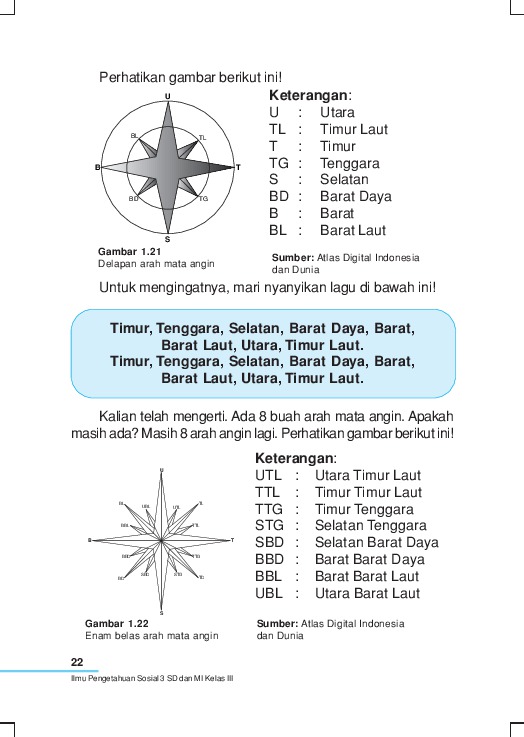 Perhatikan gambar berikut ini!
U
BL
TL
B
T
BD
TG
S
Keterangan:
U : Utara
TL : Timur Laut
T : Timur
TG : Tenggara
S : Selatan
BD : Barat Daya
B : Barat
BL : Barat Laut
Gambar 1.21
Delapan arah mata angin
Sumber: Atlas Digital Indonesia
dan Dunia
Untuk mengingatnya, mari nyanyikan lagu di bawah ini!
Timur, Tenggara, Selatan, Barat Daya, Barat,
Barat Laut, Utara, Timur Laut.
Timur, Tenggara, Selatan, Barat Daya, Barat,
Barat Laut, Utara, Timur Laut.
Kalian telah mengerti. Ada 8 buah arah mata angin. Apakah
masih ada? Masih 8 arah angin lagi. Perhatikan gambar berikut ini!
U
BL
UBL
UTL
TL
BBL
TTL
B
T
BBD
TTG
SBD
STG
S
Keterangan:
UTL : Utara Timur Laut
TTL : Timur Timur Laut
TTG : Timur Tenggara
STG : Selatan Tenggara
SBD : Selatan Barat Daya
BBD : Barat Barat Daya
BBL : Barat Barat Laut
UBL : Utara Barat Laut
Gambar 1.22
Enam belas arah mata angin
Sumber: Atlas Digital Indonesia
dan Dunia
22
Ilmu Pengetahuan Sosial 3 SD dan MI Kelas III